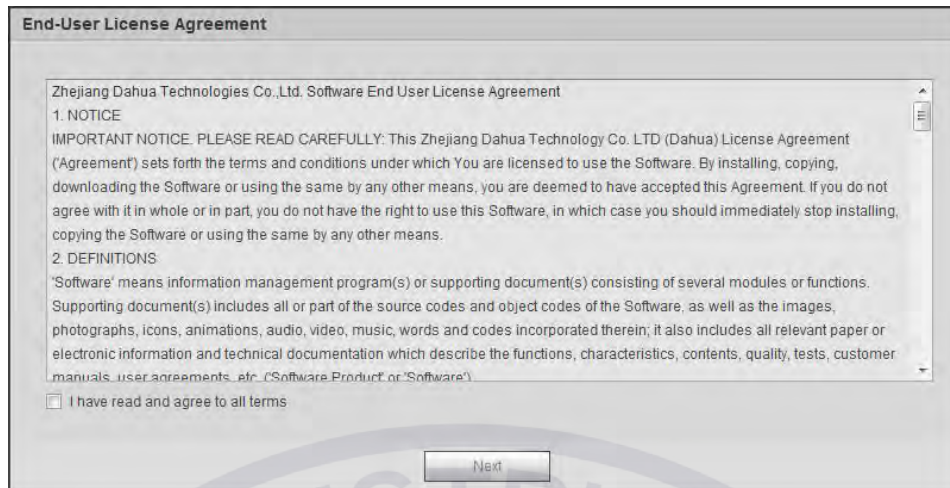 End-User License Agreement
Zhejiang Dahua Technologies Co.,Ltd. Software End User License Agreement
1. NOTICE
IMPORTANT NOTICE. PLEASE READ CAREFULLY: This Zhejiang Dahua Technology Co. LTD (Dahua) License Agreement
('Agreement') sets forth the terms and conditions under which You are licensed to use the Software. By installing, copying,
downloading the Software or using the same by any other means, you are deemed to have accepted this Agreement. If you do not
agree with it in whole or in part, you do not have the right to use this Software, in which case you should immediately stop installing,
copying the Software or using the same by any other means.
2. DEFINITIONS
'Software' means information management program(s) or supporting document(s) consisting of several modules or functions.
Supporting document(s) includes all or part of the source codes and object codes of the Software, as well as the images,
photographs, icons, animations, audio, video, music, words and codes incorporated therein; it also includes all relevant paper or
electronic information and technical documentation which describe the functions, characteristics, contents, quality, tests, customer
manuals, user agreements, etc. ('Software Product' or 'Software')
I have read and agree to all terms
Next